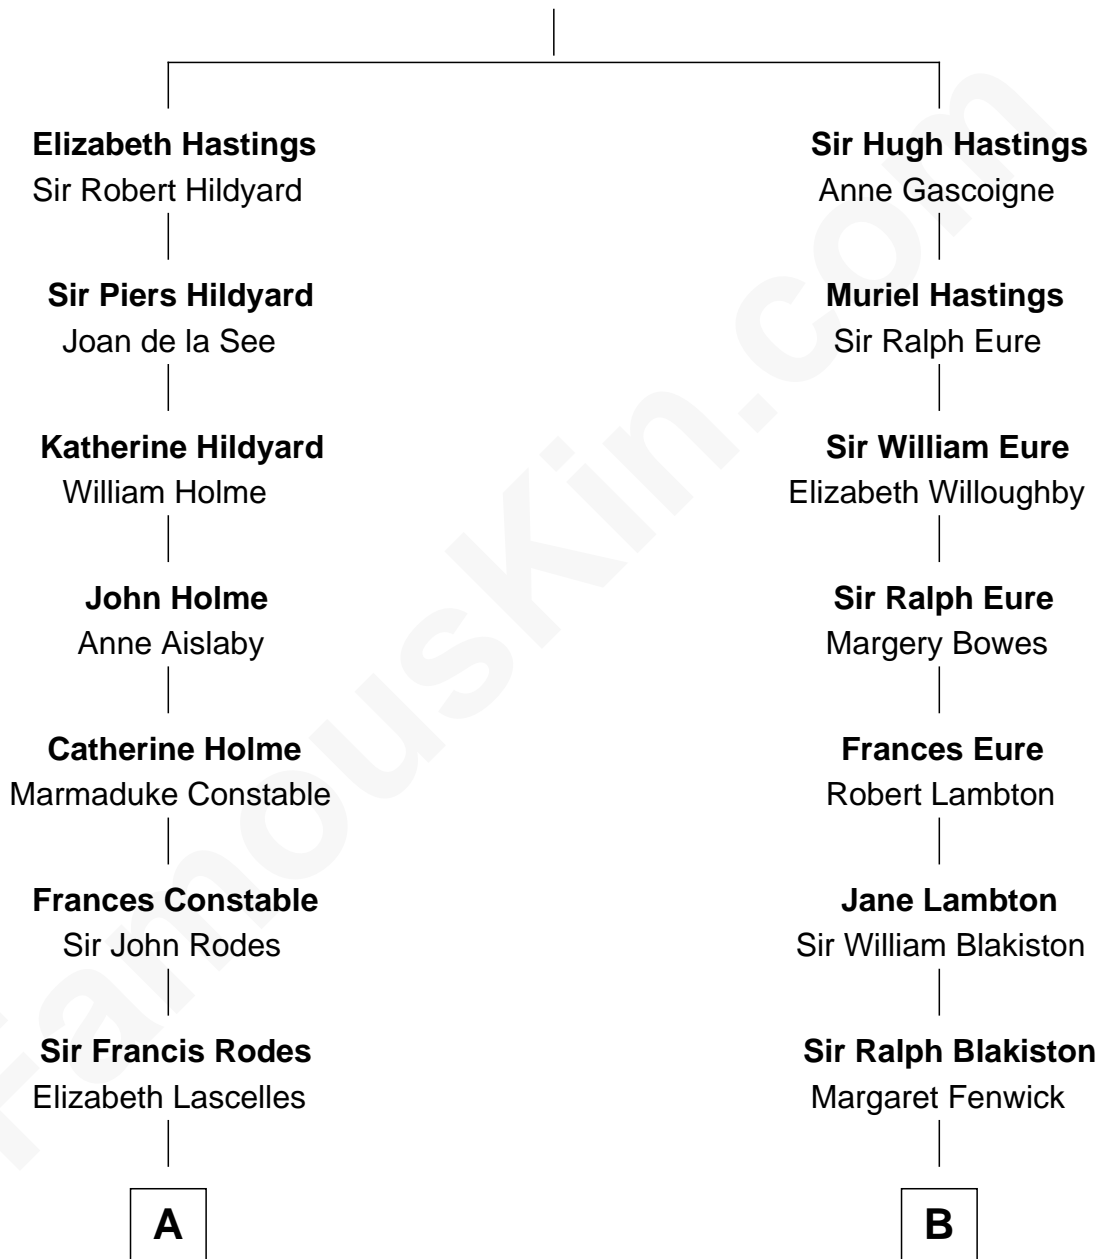 Elizabeth Hastings
Sir Robert Hildyard
Sir Piers Hildyard
Joan de la See
Katherine Hildyard
William Holme
John Holme
Anne Aislaby
Catherine Holme
Marmaduke Constable
Frances Constable
Sir John Rodes
Sir Francis Rodes
Elizabeth Lascelles
A
Sir Hugh Hastings
Anne Gascoigne
Muriel Hastings
Sir Ralph Eure
Sir William Eure
Elizabeth Willoughby
Sir Ralph Eure
Margery Bowes
Frances Eure
Robert Lambton
Jane Lambton
Sir William Blakiston
Sir Ralph Blakiston
Margaret Fenwick
B
FamousKin.com